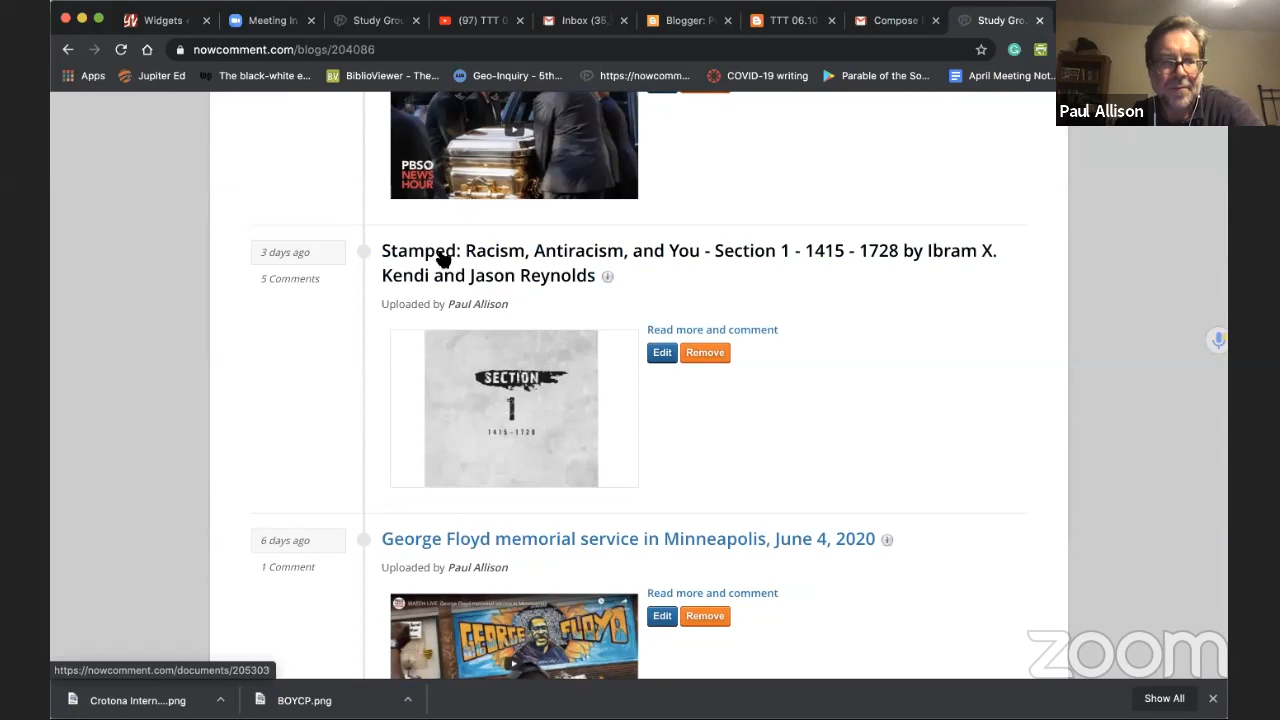 Widgets
Meeting In
Study Grou
(97) TTT 0
Inbox (35,
Blogger: P
TTT 06.10
Compose
Study Gro
nowcomment.com/blogs/204086
Apps
Jupiter Ed
The black-white e...
BV
BiblioViewer - The...
Geo-Inquiry - 5th...
https://nowcomm...
COVID-19 writing
Parable of the So...
April Meeting Not...
Paul Allison
PBSO
NEWS
HOUR
3 days ago
5 Comments
Stamped: Racism, Antiracism, and You - Section 1 - 1415 - 1728 by Ibram X.
Kendi and Jason Reynolds
Uploaded by Paul Allison
Read more and comment
Edit
Remove
SECTION
1
1415-1728
6 days ago
1 Comment
George Floyd memorial service in Minneapolis, June 4, 2020
Uploaded by Paul Allison
Read more and comment
Edit
Remove
GEORGE FLOYD
zoom
https://nowcomment.com/documents/205303
Crotona Intern....png
BOYCP.png
Show All